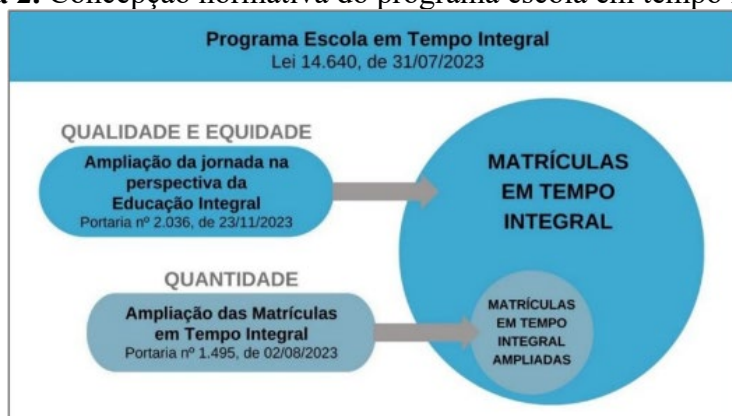 2. Concepção normativa do programa escola em tempo
Programa Escola em Tempo Integral
Lei 14.640, de 31/07/2023
QUALIDADE E EQUIDADE
Ampliação da jornada na
perspectiva da
Educação Integral
Portaria nº 2.036, de 23/11/2023
QUANTIDADE
Ampliação das Matrículas
em Tempo Integral
Portaria nº 1.495, de 02/08/2023
MATRÍCULAS
EM TEMPO
INTEGRAL
MATRÍCULAS
EM TEMPO
INTEGRAL
AMPLIADAS